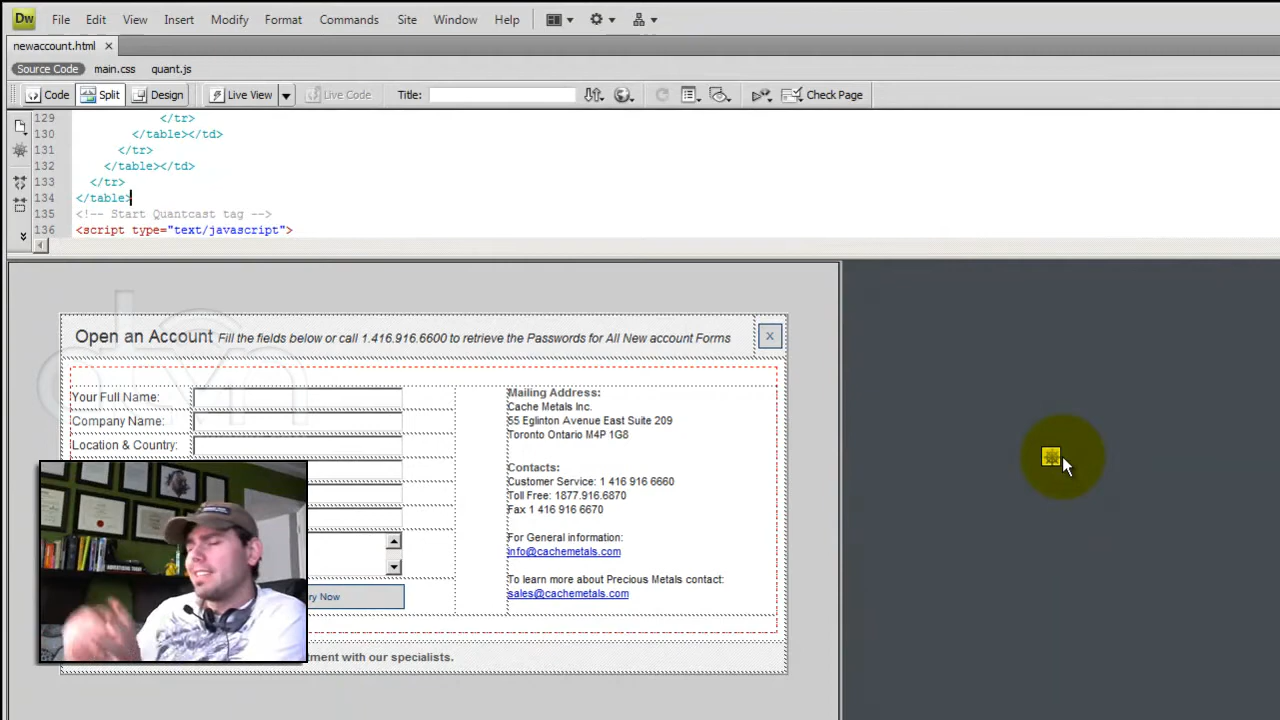 Dw File Edit View Insert Modify Format Commands Site Window Help
newaccount.html ×
Source Code main.css quant.js
Code Split Design Live View Live Code Title: Check Page
129 </tr>
130 </table></td>
131 </tr>
132 </table></td>
133 </tr>
134 </table>
135 <!-- Start Quantcast tag -->
136 <script type="text/javascript">
Open an Account Fill the fields below or call 1.416.916.6600 to retrieve the Passwords for All New account Forms X
Your Full Name:
Company Name:
Location & Country:
Mailing Address:
Cache Metals Inc.
55 Eglinton Avenue East Suite 209
Toronto Ontario M4P 1G8
Contacts:
Customer Service: 1 416 916 6660
Toll Free: 1877.916.6870
Fax 1 416 916 6670
For General information:
info@cachemetals.com
To learn more about Precious Metals contact:
sales@cachemetals.com
ry Now
tment with our specialists.